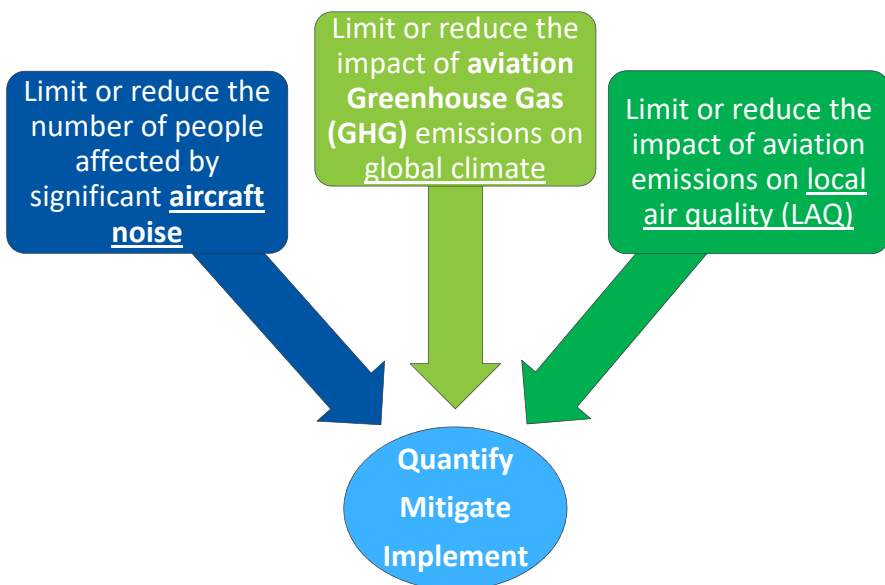 Limit or reduce the
number of people
affected by
significant aircraft
noise
Limit or reduce the
impact of aviation
Greenhouse Gas
(GHG) emissions on
global climate
Limit or reduce the
impact of aviation
emissions on local
air quality (LAQ)
Quantify
Mitigate
Implement